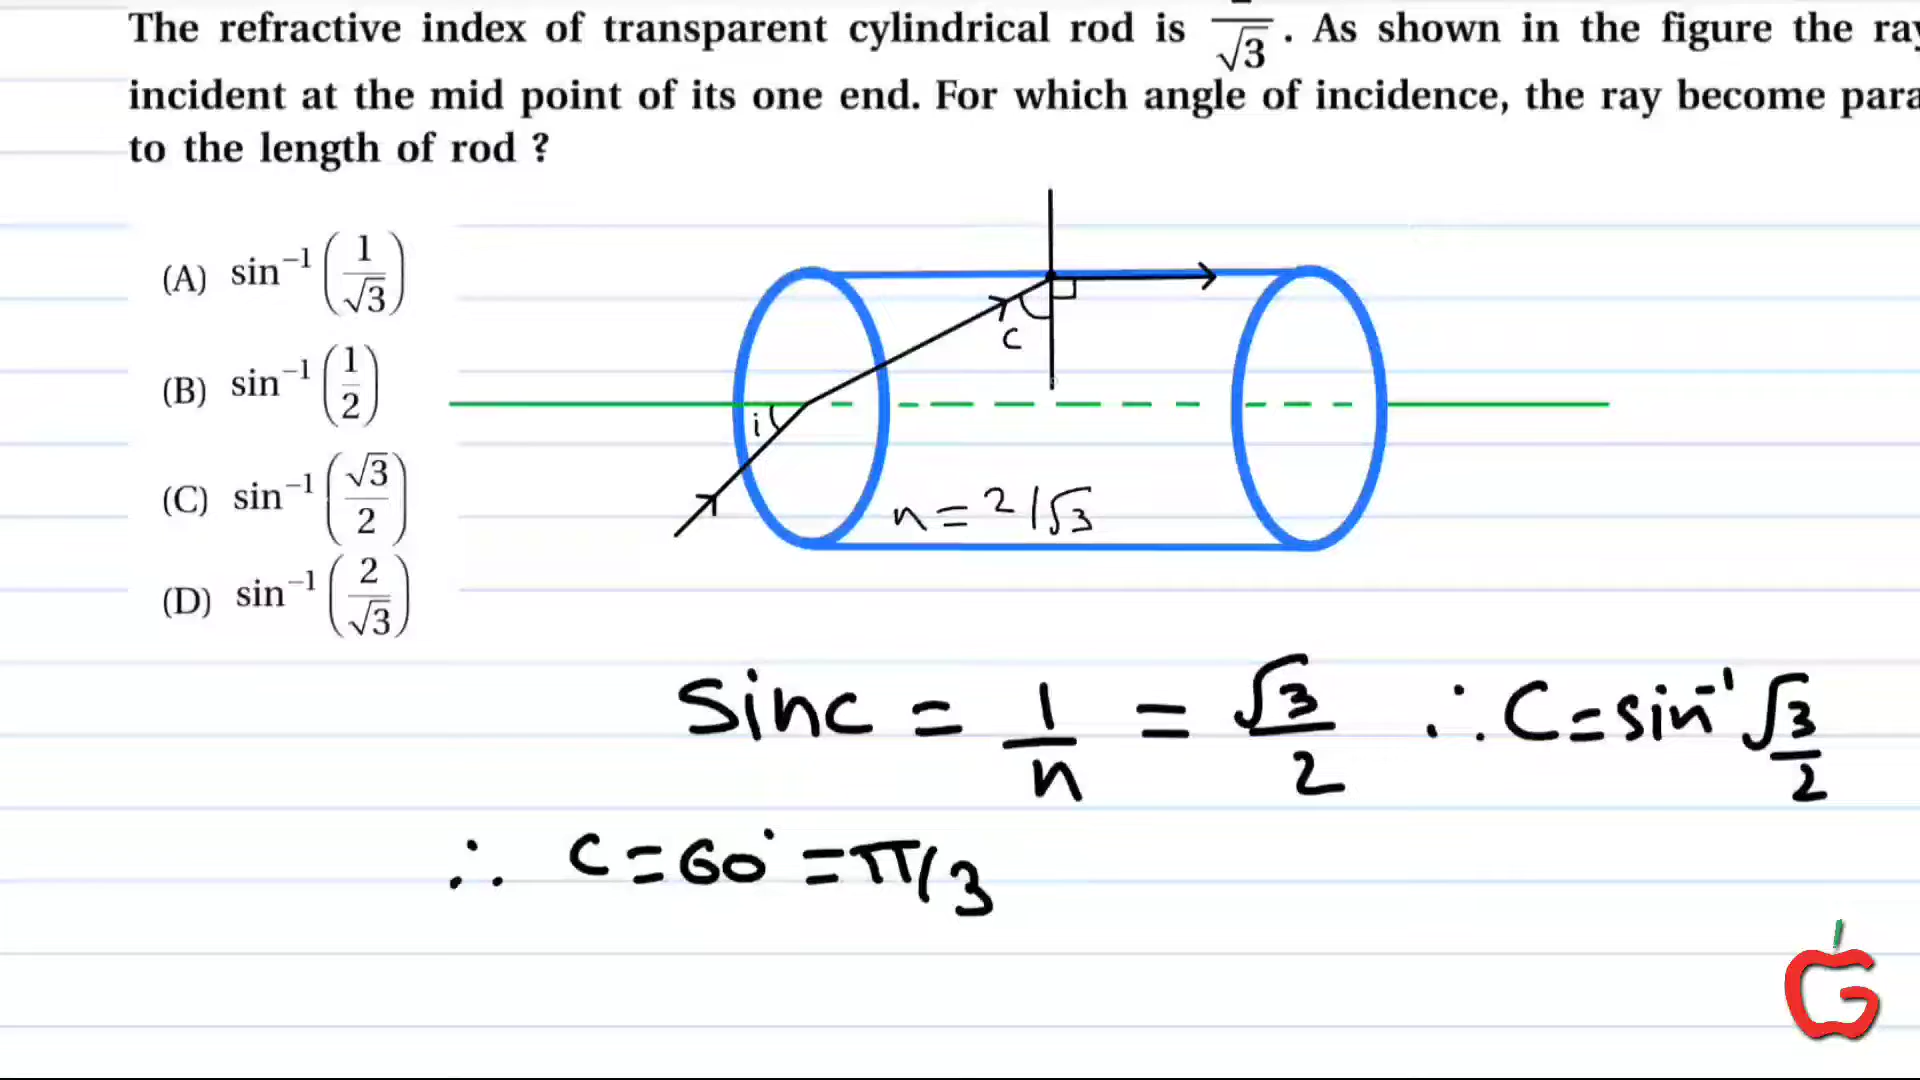 The refractive index of transparent cylindrical rod is /√3 . As shown in the figure the
incident at the mid point of its one end. For which angle of incidence, the ray become
to the length of rod ?
(A) sin⁻¹ (1/√3)
(B) sin⁻¹ (1/2)
(C) sin⁻¹ (√3/2)
(D) sin⁻¹ (2/√3)
C
i
n = 2/√3
Sinc = 1/n = √3/2 ∴ C = sin⁻¹ √3/2
∴ C = 60° = π/3
G